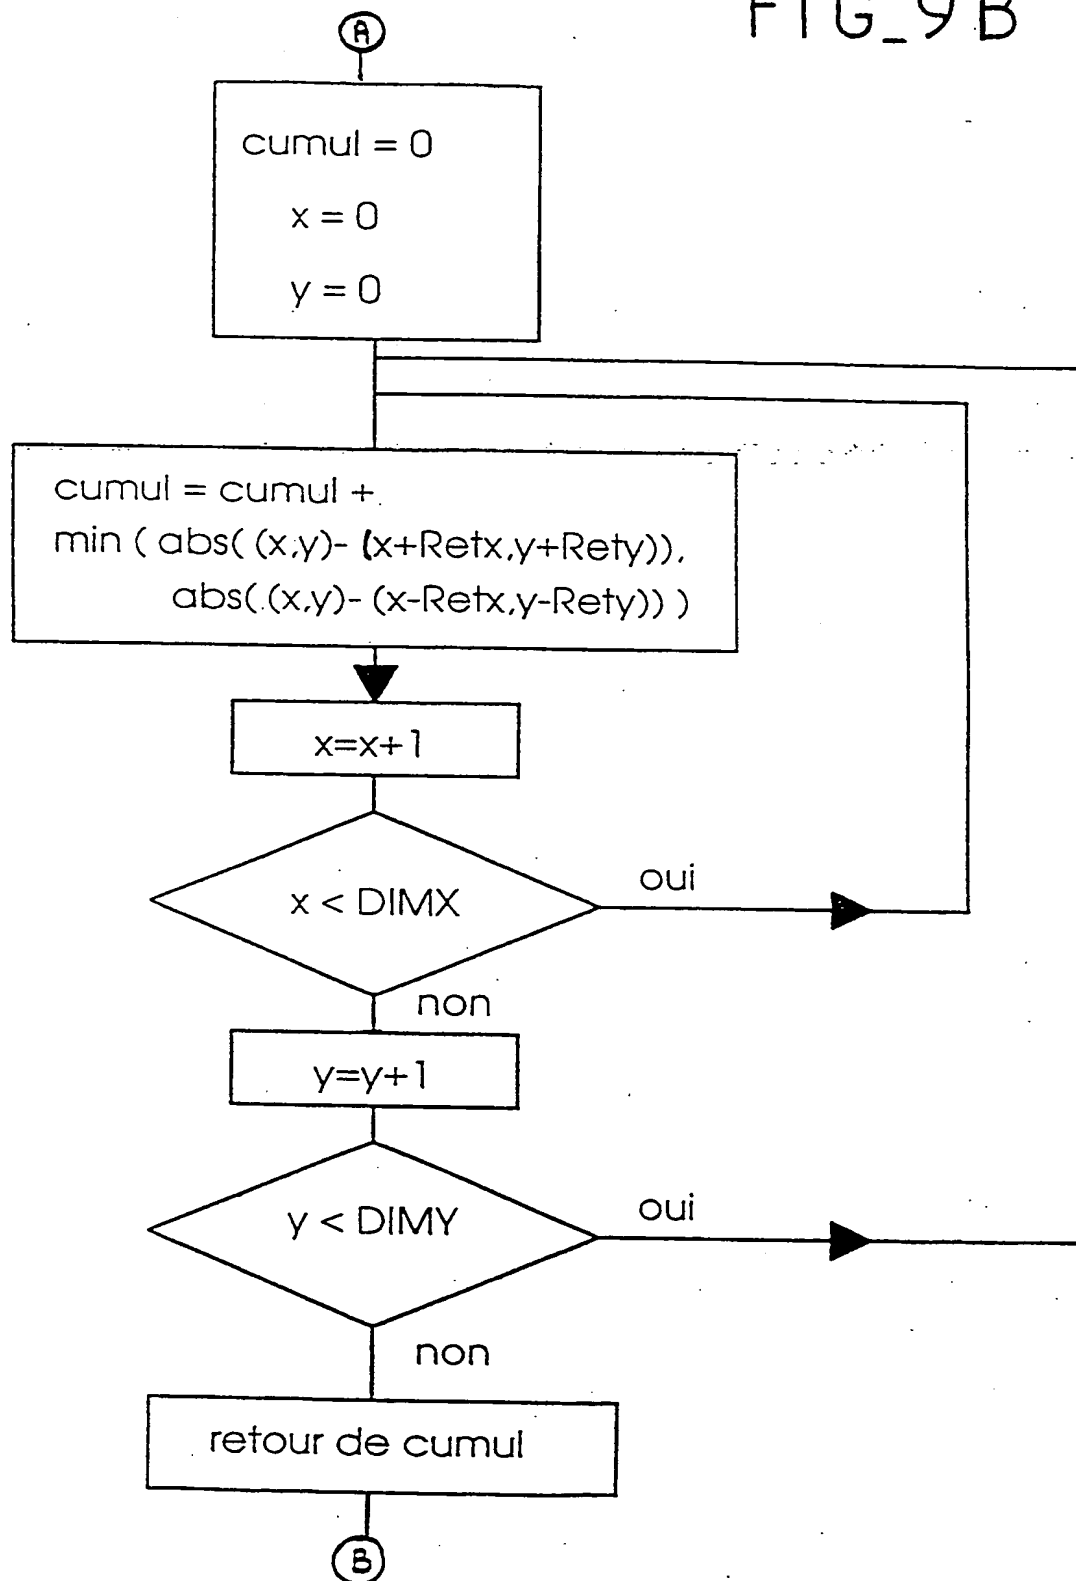 FIG_9B
A
cumul = 0
x = 0
y = 0
cumul = cumul +
min ( abs( (x,y)- (x+Retx,y+Rety)),
abs( (x,y)- (x-Retx,y-Rety)) )
x=x+1
x < DIMX
oui
non
y=y+1
y < DIMY
oui
non
retour de cumul
B